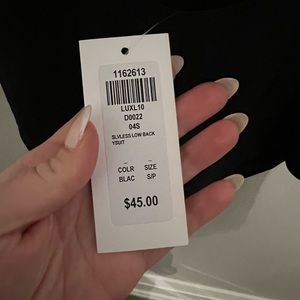 1162613
LUXL10
D0022
04S
SLVLESS LOW BACK
YSUIT
– –
COLR SIZE
BLAC S/P
$45.00